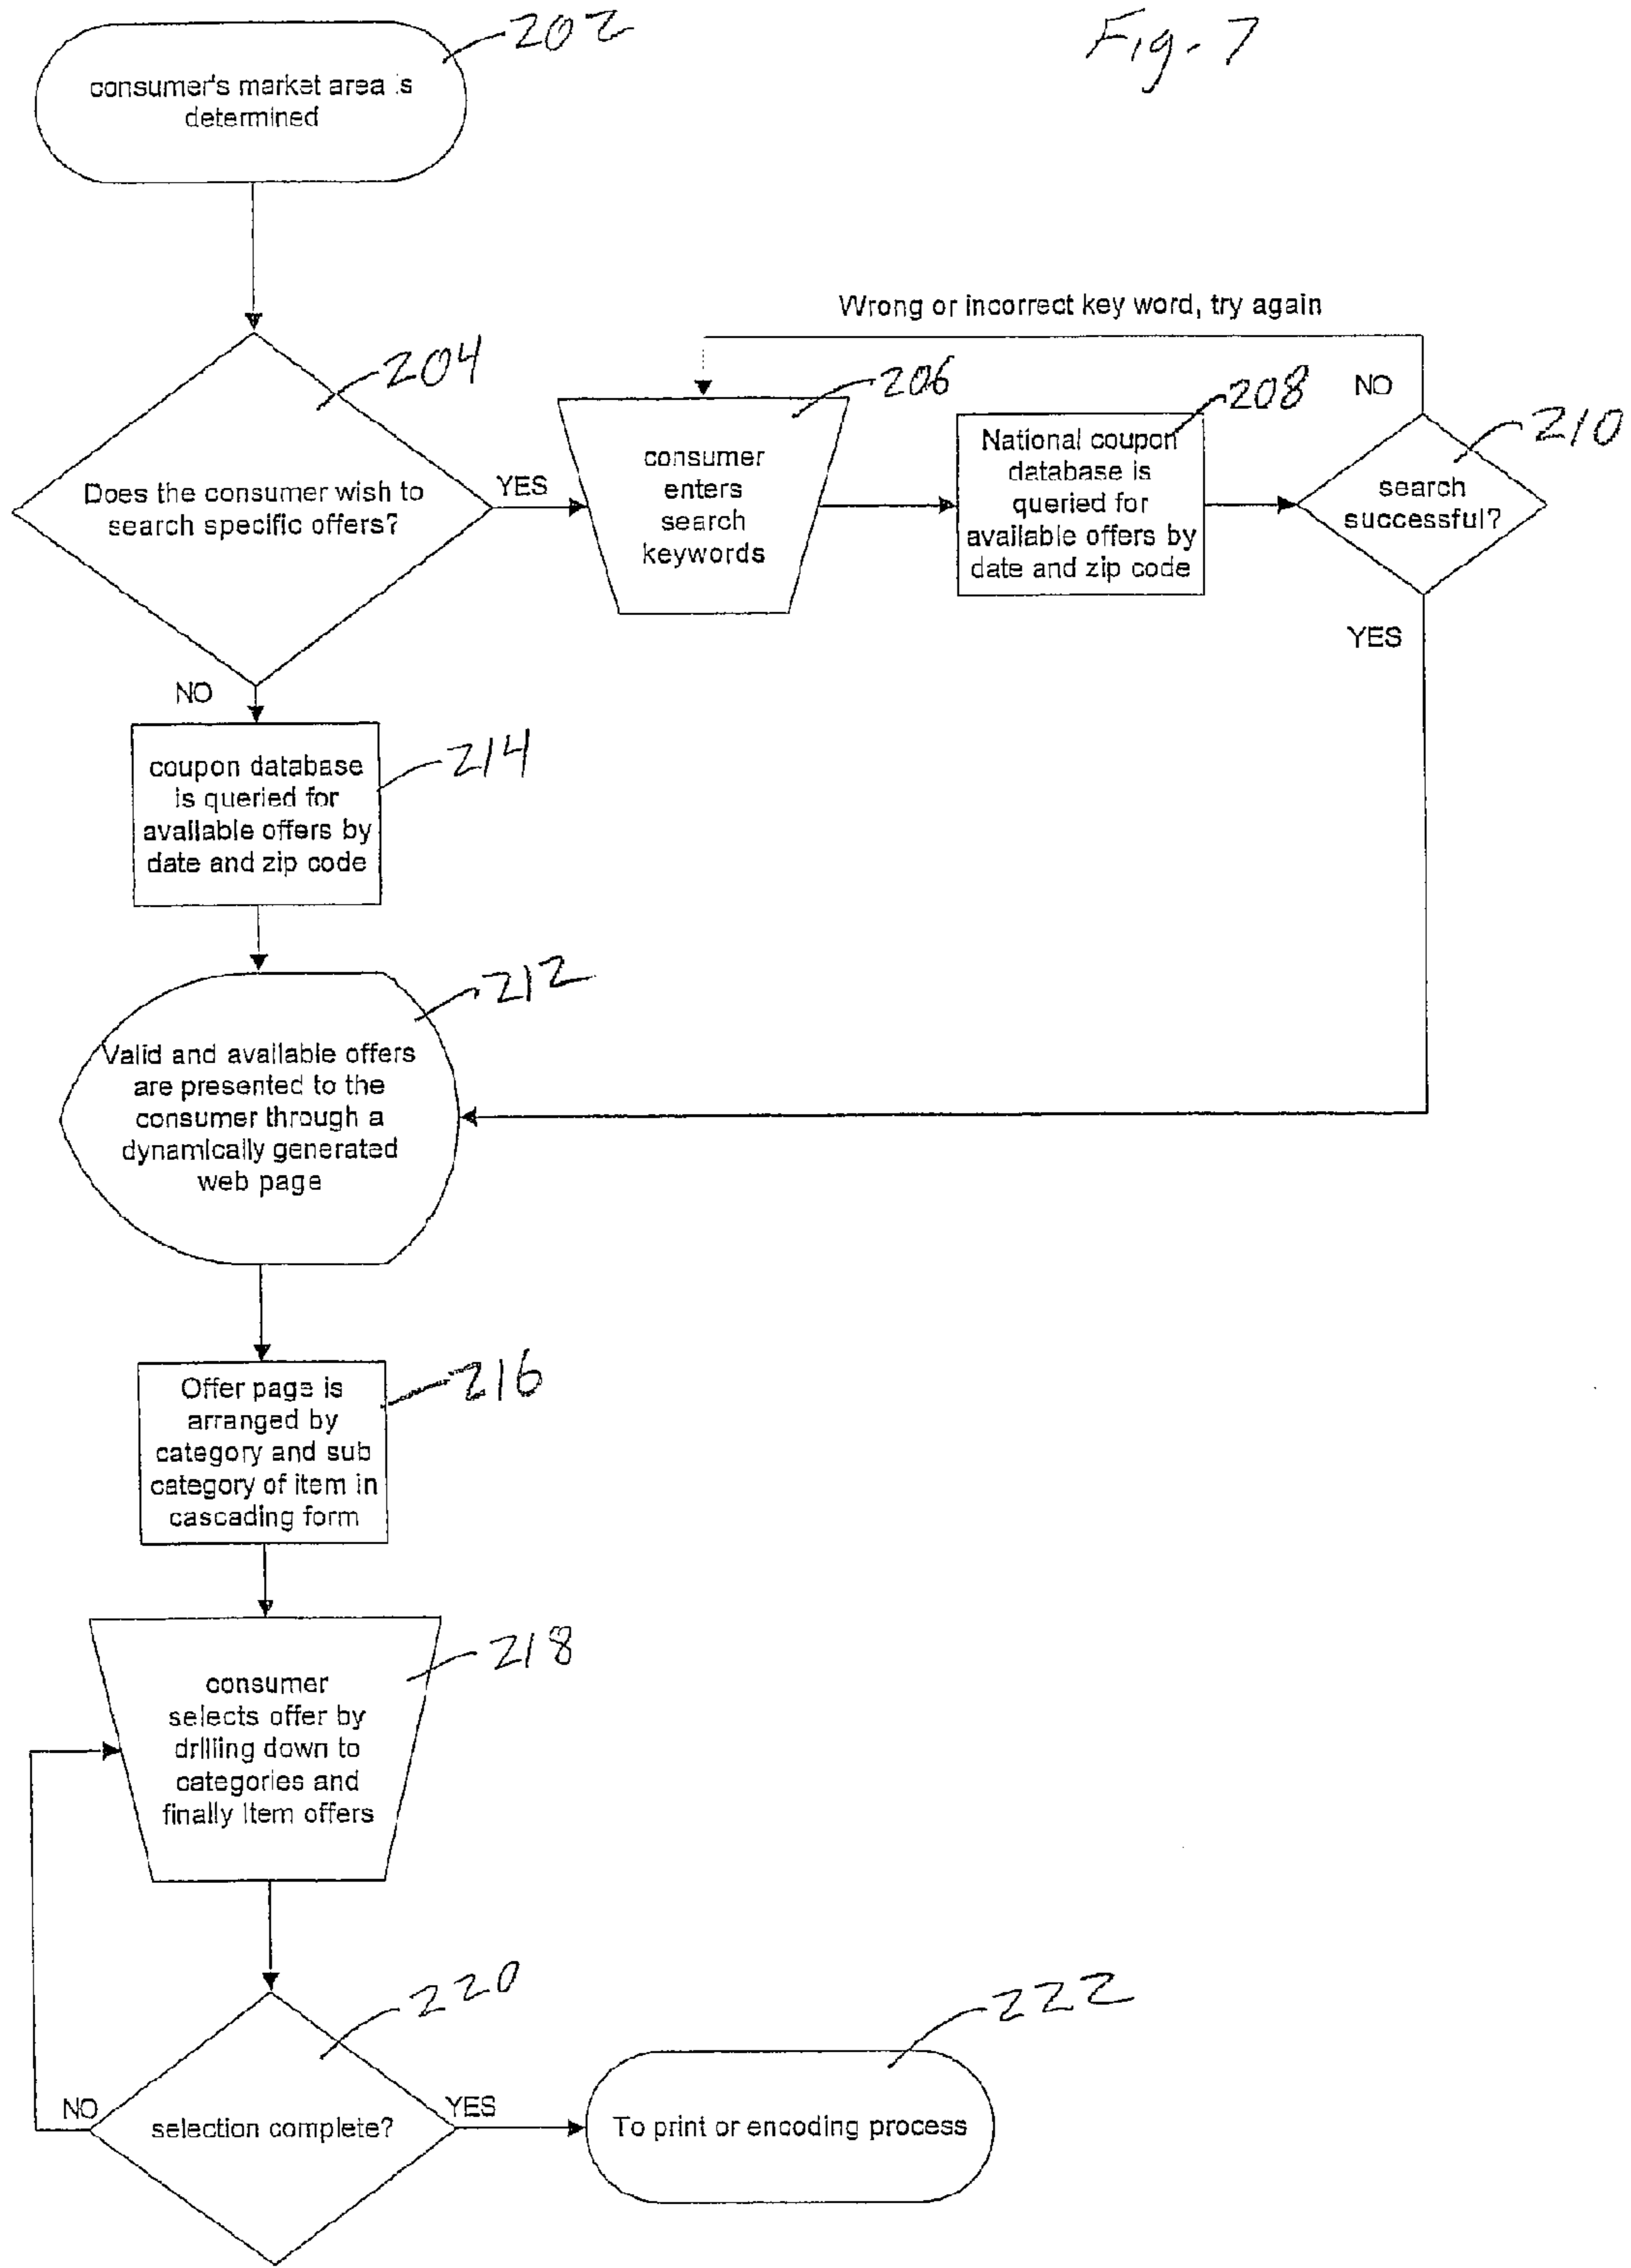 202
Fig. 7
consumer's market area is
determined
Wrong or incorrect key word, try again
204
206
208
NO
210
Does the consumer wish to
search specific offers?
YES
consumer
enters
search
keywords
National coupon
database is
queried for
available offers by
date and zip code
search
successful?
YES
NO
214
coupon database
is queried for
available offers by
date and zip code
212
Valid and available offers
are presented to the
consumer through a
dynamically generated
web page
216
Offer page is
arranged by
category and sub
category of item in
cascading form
218
consumer
selects offer by
drilling down to
categories and
finally item offers
220
222
NO
selection complete?
YES
To print or encoding process